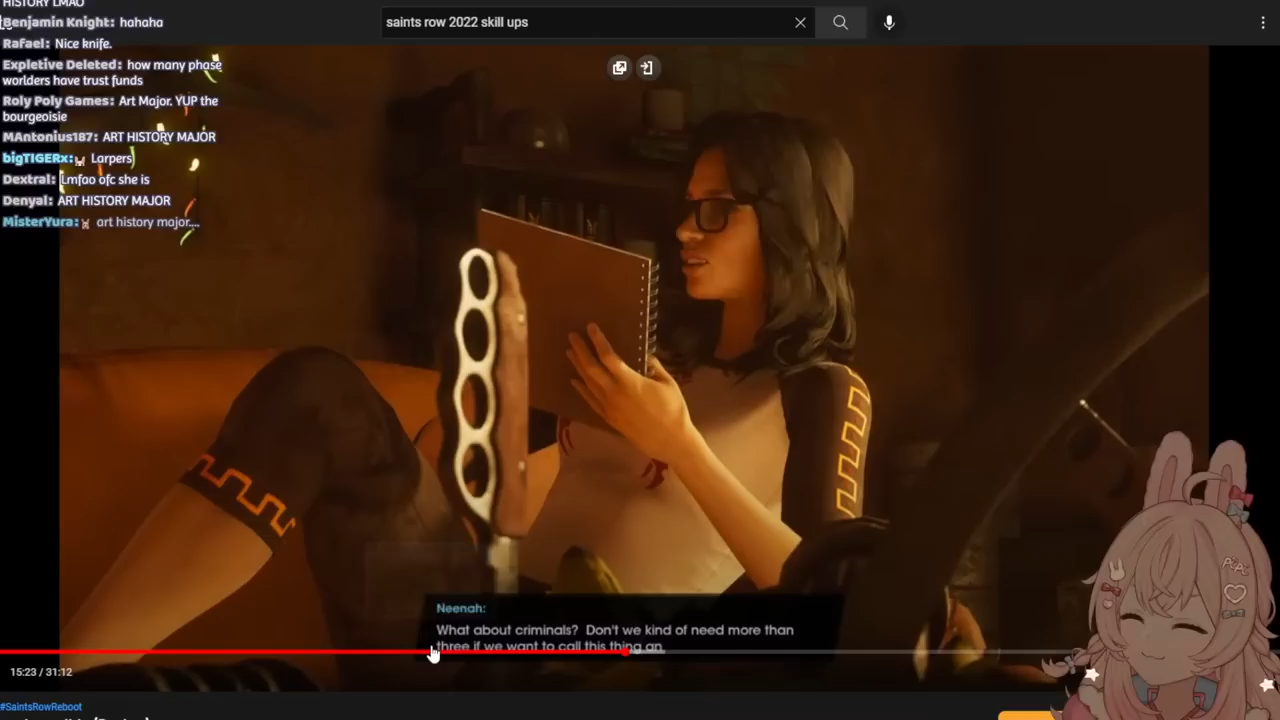 HISTORY LMAO
saints row 2022 skill ups
Benjamin Knight: hahaha
Rafael: Nice knife.
Expletive Deleted: how many phase
worlders have trust funds
Roly Poly Games: Art Major. YUP the
bourgeoisie
MAntonius187: ART HISTORY MAJOR
bigTIGERx: Larpers
Dextral: Lmfao ofc she is
Denyal: ART HISTORY MAJOR
MisterYura: art history major....
Neenah:
What about criminals? Don't we kind of need more than
three if we want to call this thing an
15:23 / 31:12
#SaintsRowReboot